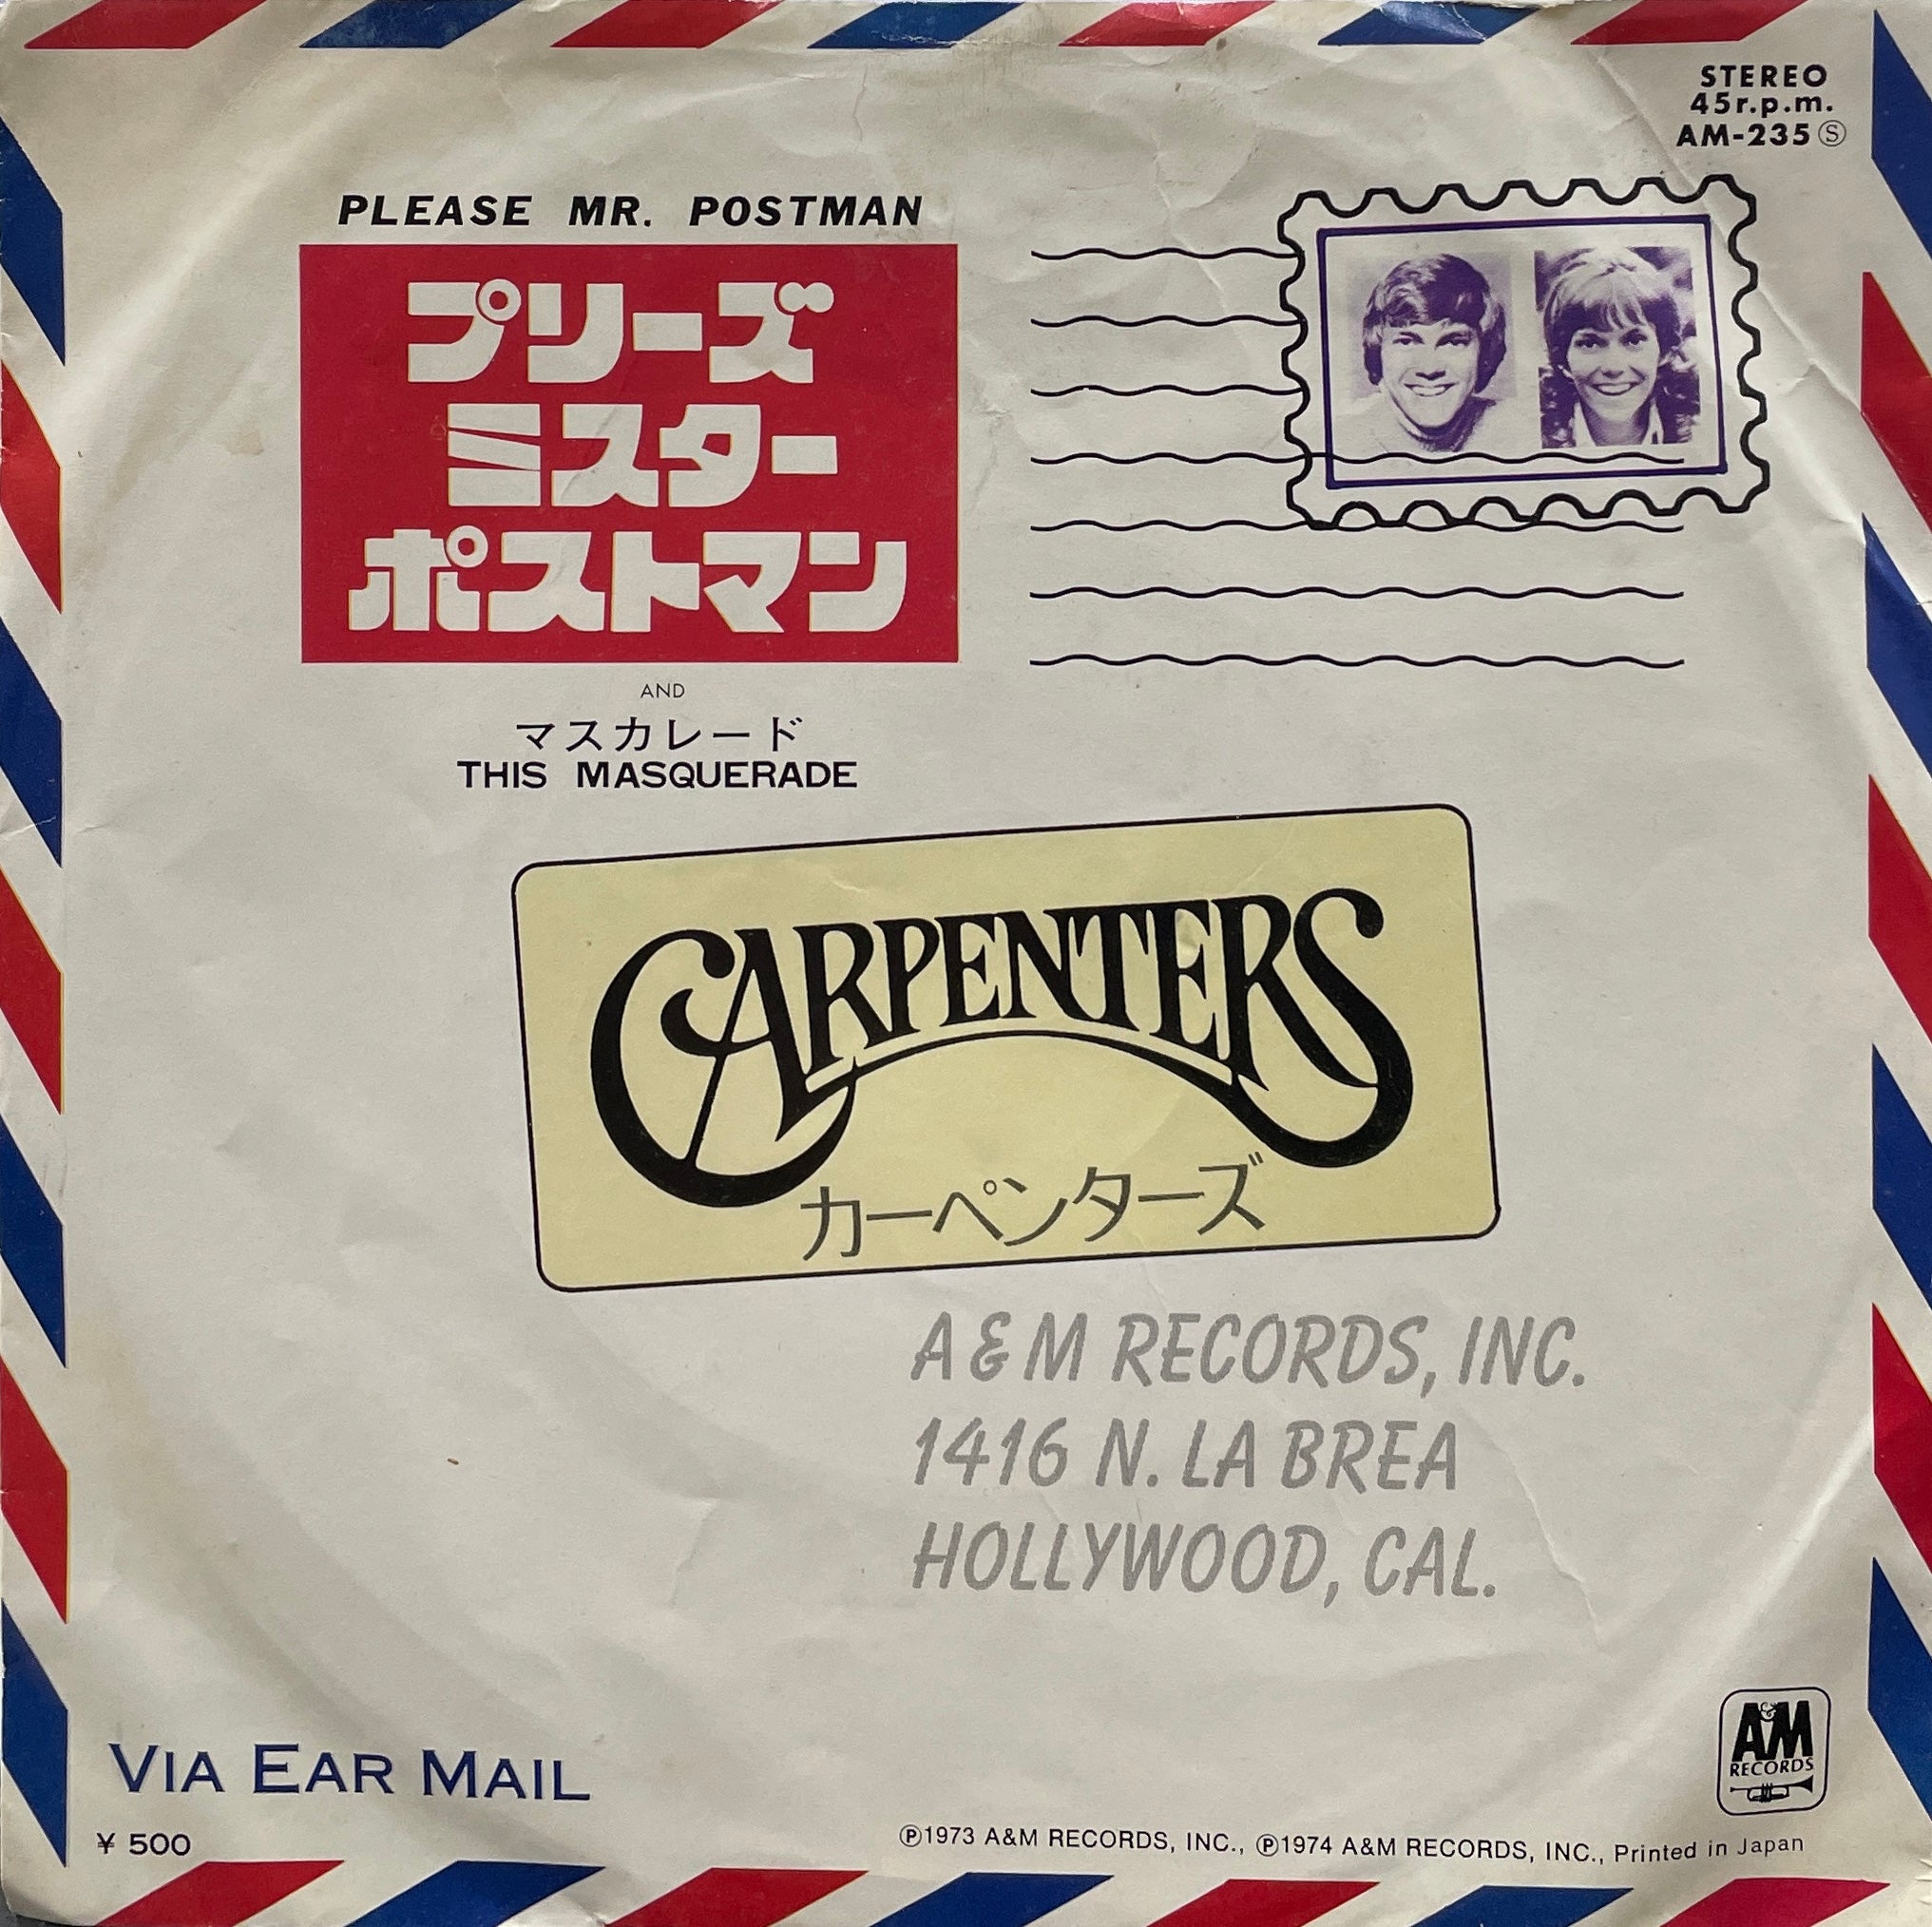 STEREO
45r.p.m.
AM-235Ⓢ
PLEASE MR. POSTMAN
プリーズ
ミスター
ポストマン
AND
マスカレード
THIS MASQUERADE
CARPENTERS
カーペンターズ
A&M RECORDS, INC.
1416 N. LA BREA
HOLLYWOOD, CAL.
VIA EAR MAIL
¥ 500
A&M
RECORDS
Ⓟ1973 A&M RECORDS, INC., Ⓟ1974 A&M RECORDS, INC., Printed in Japan